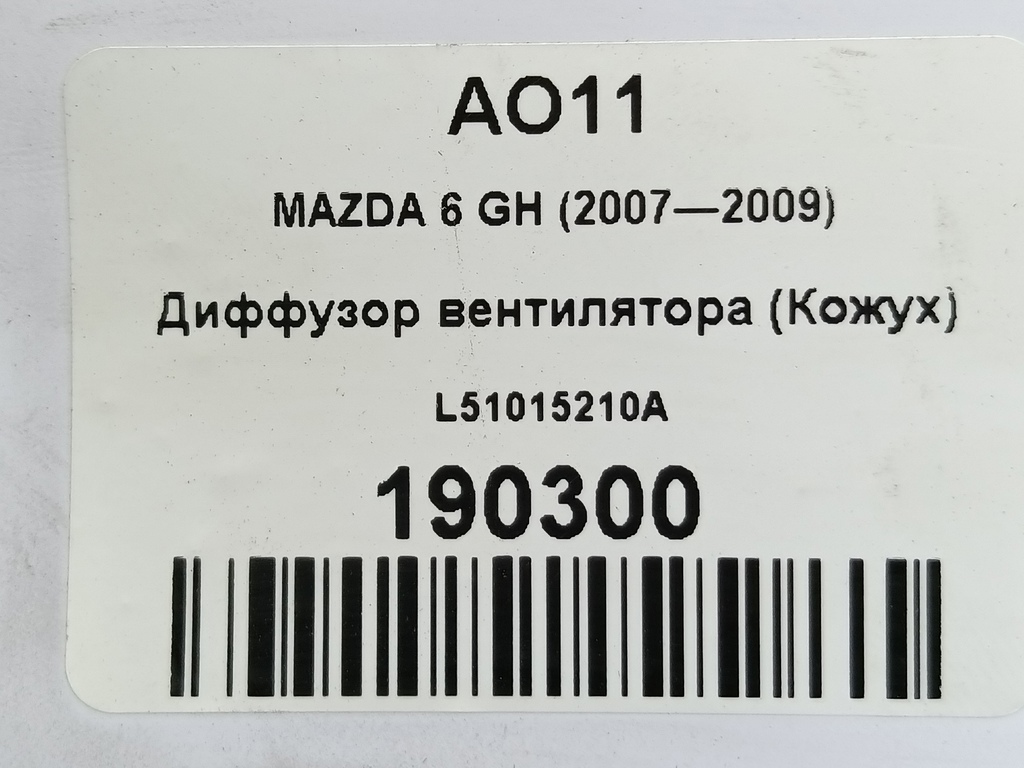 AO11
MAZDA 6 GH (2007—2009)
Диффузор вентилятора (Кожух)
L51015210A
190300